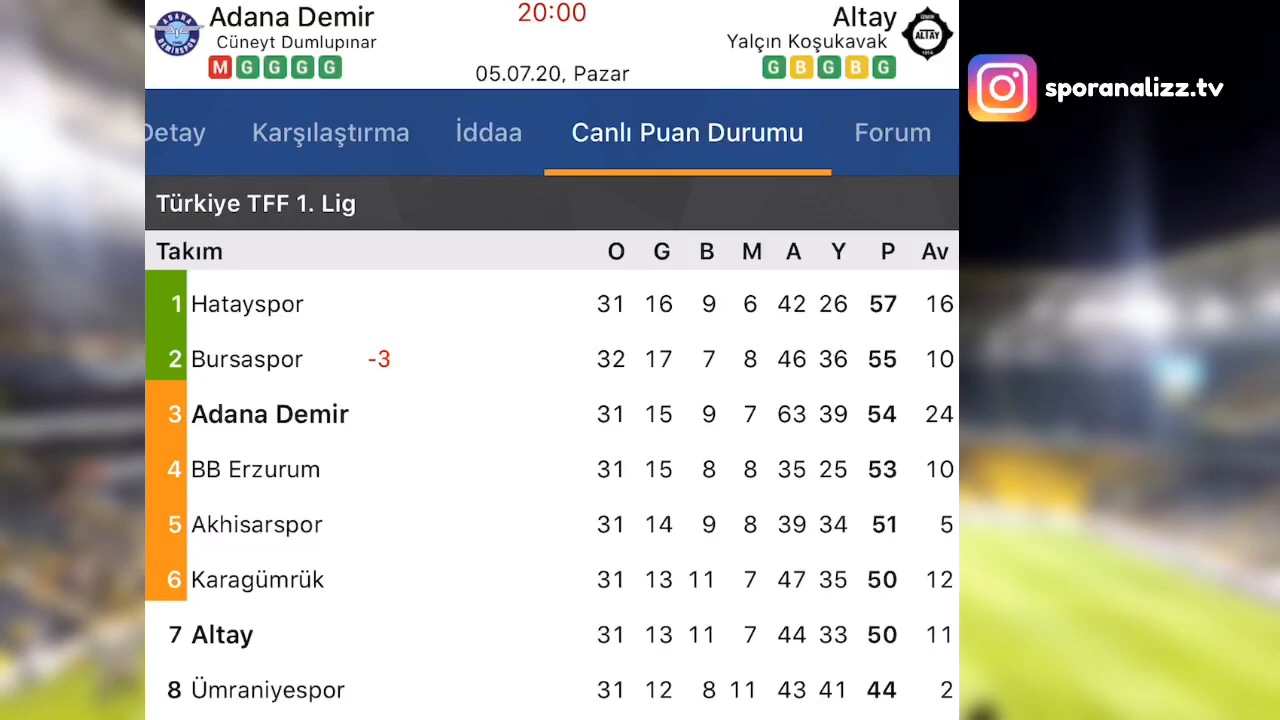 Adana Demir
20:00
Altay
Cüneyt Dumlupınar
Yalçın Koşukavak
ALTAY
M G G G G
05.07.20, Pazar
G B G B G
sporanalizz.tv
Detay Karşılaştırma İddaa Canlı Puan Durumu Forum
Türkiye TFF 1. Lig
Takım O G B M A Y P Av
1 Hatayspor 31 16 9 6 42 26 57 16
2 Bursaspor -3 32 17 7 8 46 36 55 10
3 Adana Demir 31 15 9 7 63 39 54 24
4 BB Erzurum 31 15 8 8 35 25 53 10
5 Akhisarspor 31 14 9 8 39 34 51 5
6 Karagümrük 31 13 11 7 47 35 50 12
7 Altay 31 13 11 7 44 33 50 11
8 Ümraniyespor 31 12 8 11 43 41 44 2